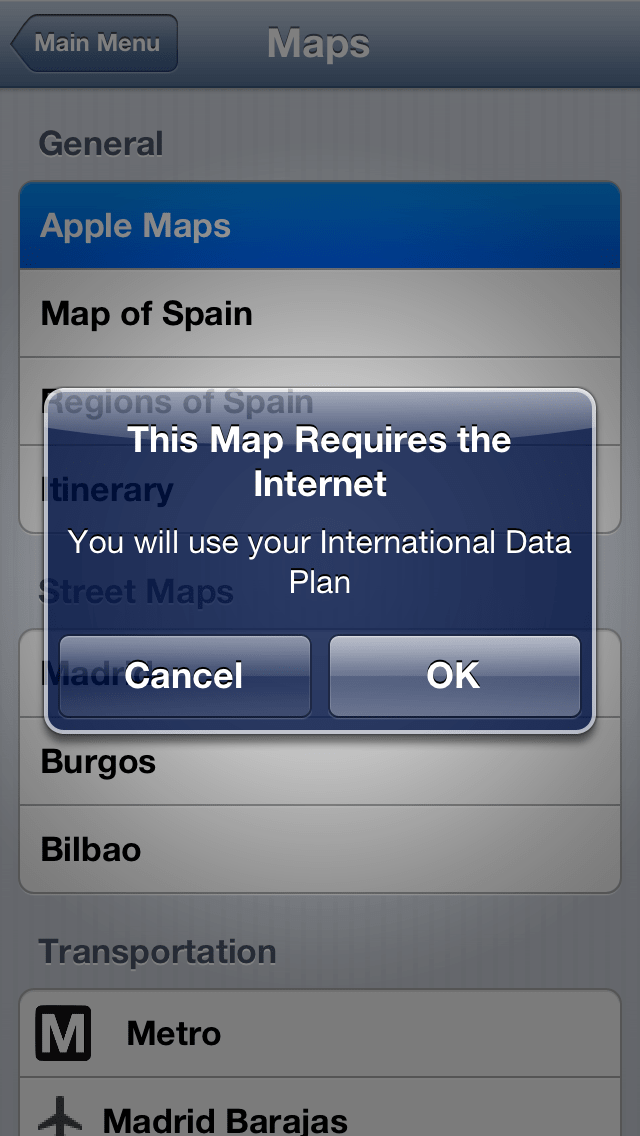 Main Menu
Maps
General
Apple Maps
Map of Spain
Regions of Spain
Itinerary
This Map Requires the
Internet
You will use your International Data
Plan
Cancel
OK
Street Maps
Madr
Burgos
Bilbao
Transportation
M
Metro
Madrid Barajas